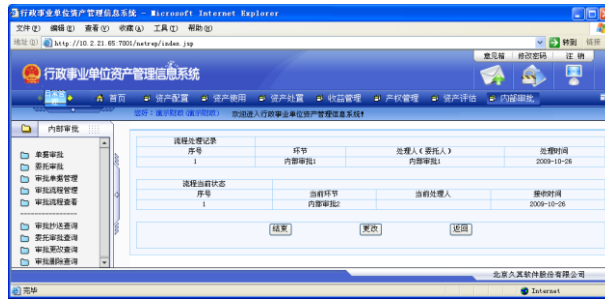 行政事业单位资产管理信息系统 - Microsoft Internet Explorer
文件(F) 编辑(E) 查看(V) 收藏(A) 工具(T) 帮助(H)
地址(D) http://10.2.21.65:7001/netrep/index.jsp 转到 链接
意见箱 修改密码 注 销
行政事业单位资产管理信息系统
首页 资产配置 资产使用 资产处置 收益管理 产权管理 资产评估 内部审批
您好: 演示财政(演示财政) 欢迎进入行政事业单位资产管理信息系统!
内部审批
单据审批
委托审批
审批单据管理
审批流程管理
审批流程查看
----------------
审批抄送查询
委托审批查询
审批更改查询
审批删除查询
流程处理记录
序号 环节 处理人(委托人) 处理时间
1 内部审批1 内部审批1 2009-10-26
流程当前状态
序号 当前环节 当前处理人 接收时间
1 内部审批2 2009-10-26
结束 更改 返回
北京久其软件股份有限公司
完毕 Internet